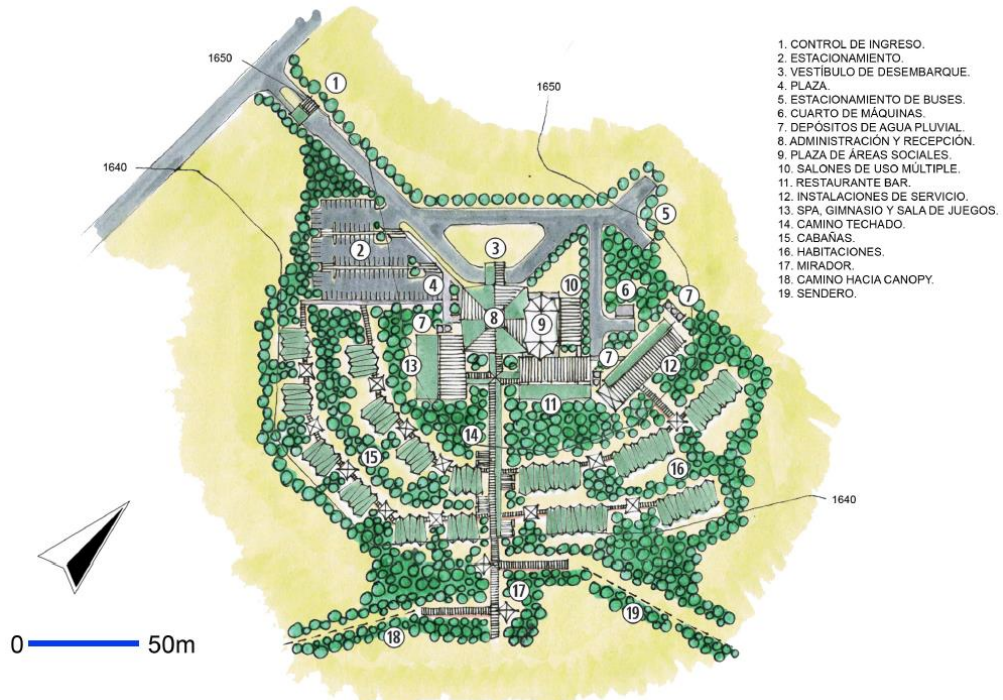 1. CONTROL DE INGRESO.
2. ESTACIONAMIENTO.
3. VESTÍBULO DE DESEMBARQUE.
4. PLAZA.
5. ESTACIONAMIENTO DE BUSES.
6. CUARTO DE MÁQUINAS.
7. DEPÓSITOS DE AGUA PLUVIAL.
8. ADMINISTRACIÓN Y RECEPCIÓN.
9. PLAZA DE ÁREAS SOCIALES.
10. SALONES DE USO MÚLTIPLE.
11. RESTAURANTE BAR.
12. INSTALACIONES DE SERVICIO.
13. SPA, GIMNASIO Y SALA DE JUEGOS.
14. CAMINO TECHADO.
15. CABAÑAS.
16. HABITACIONES.
17. MIRADOR.
18. CAMINO HACIA CANOPY.
19. SENDERO.
1650
1
1650
1640
5
2
3
4
10
6
7
7
8
9
7
13
12
11
14
15
16
1640
17
19
18
0 50m